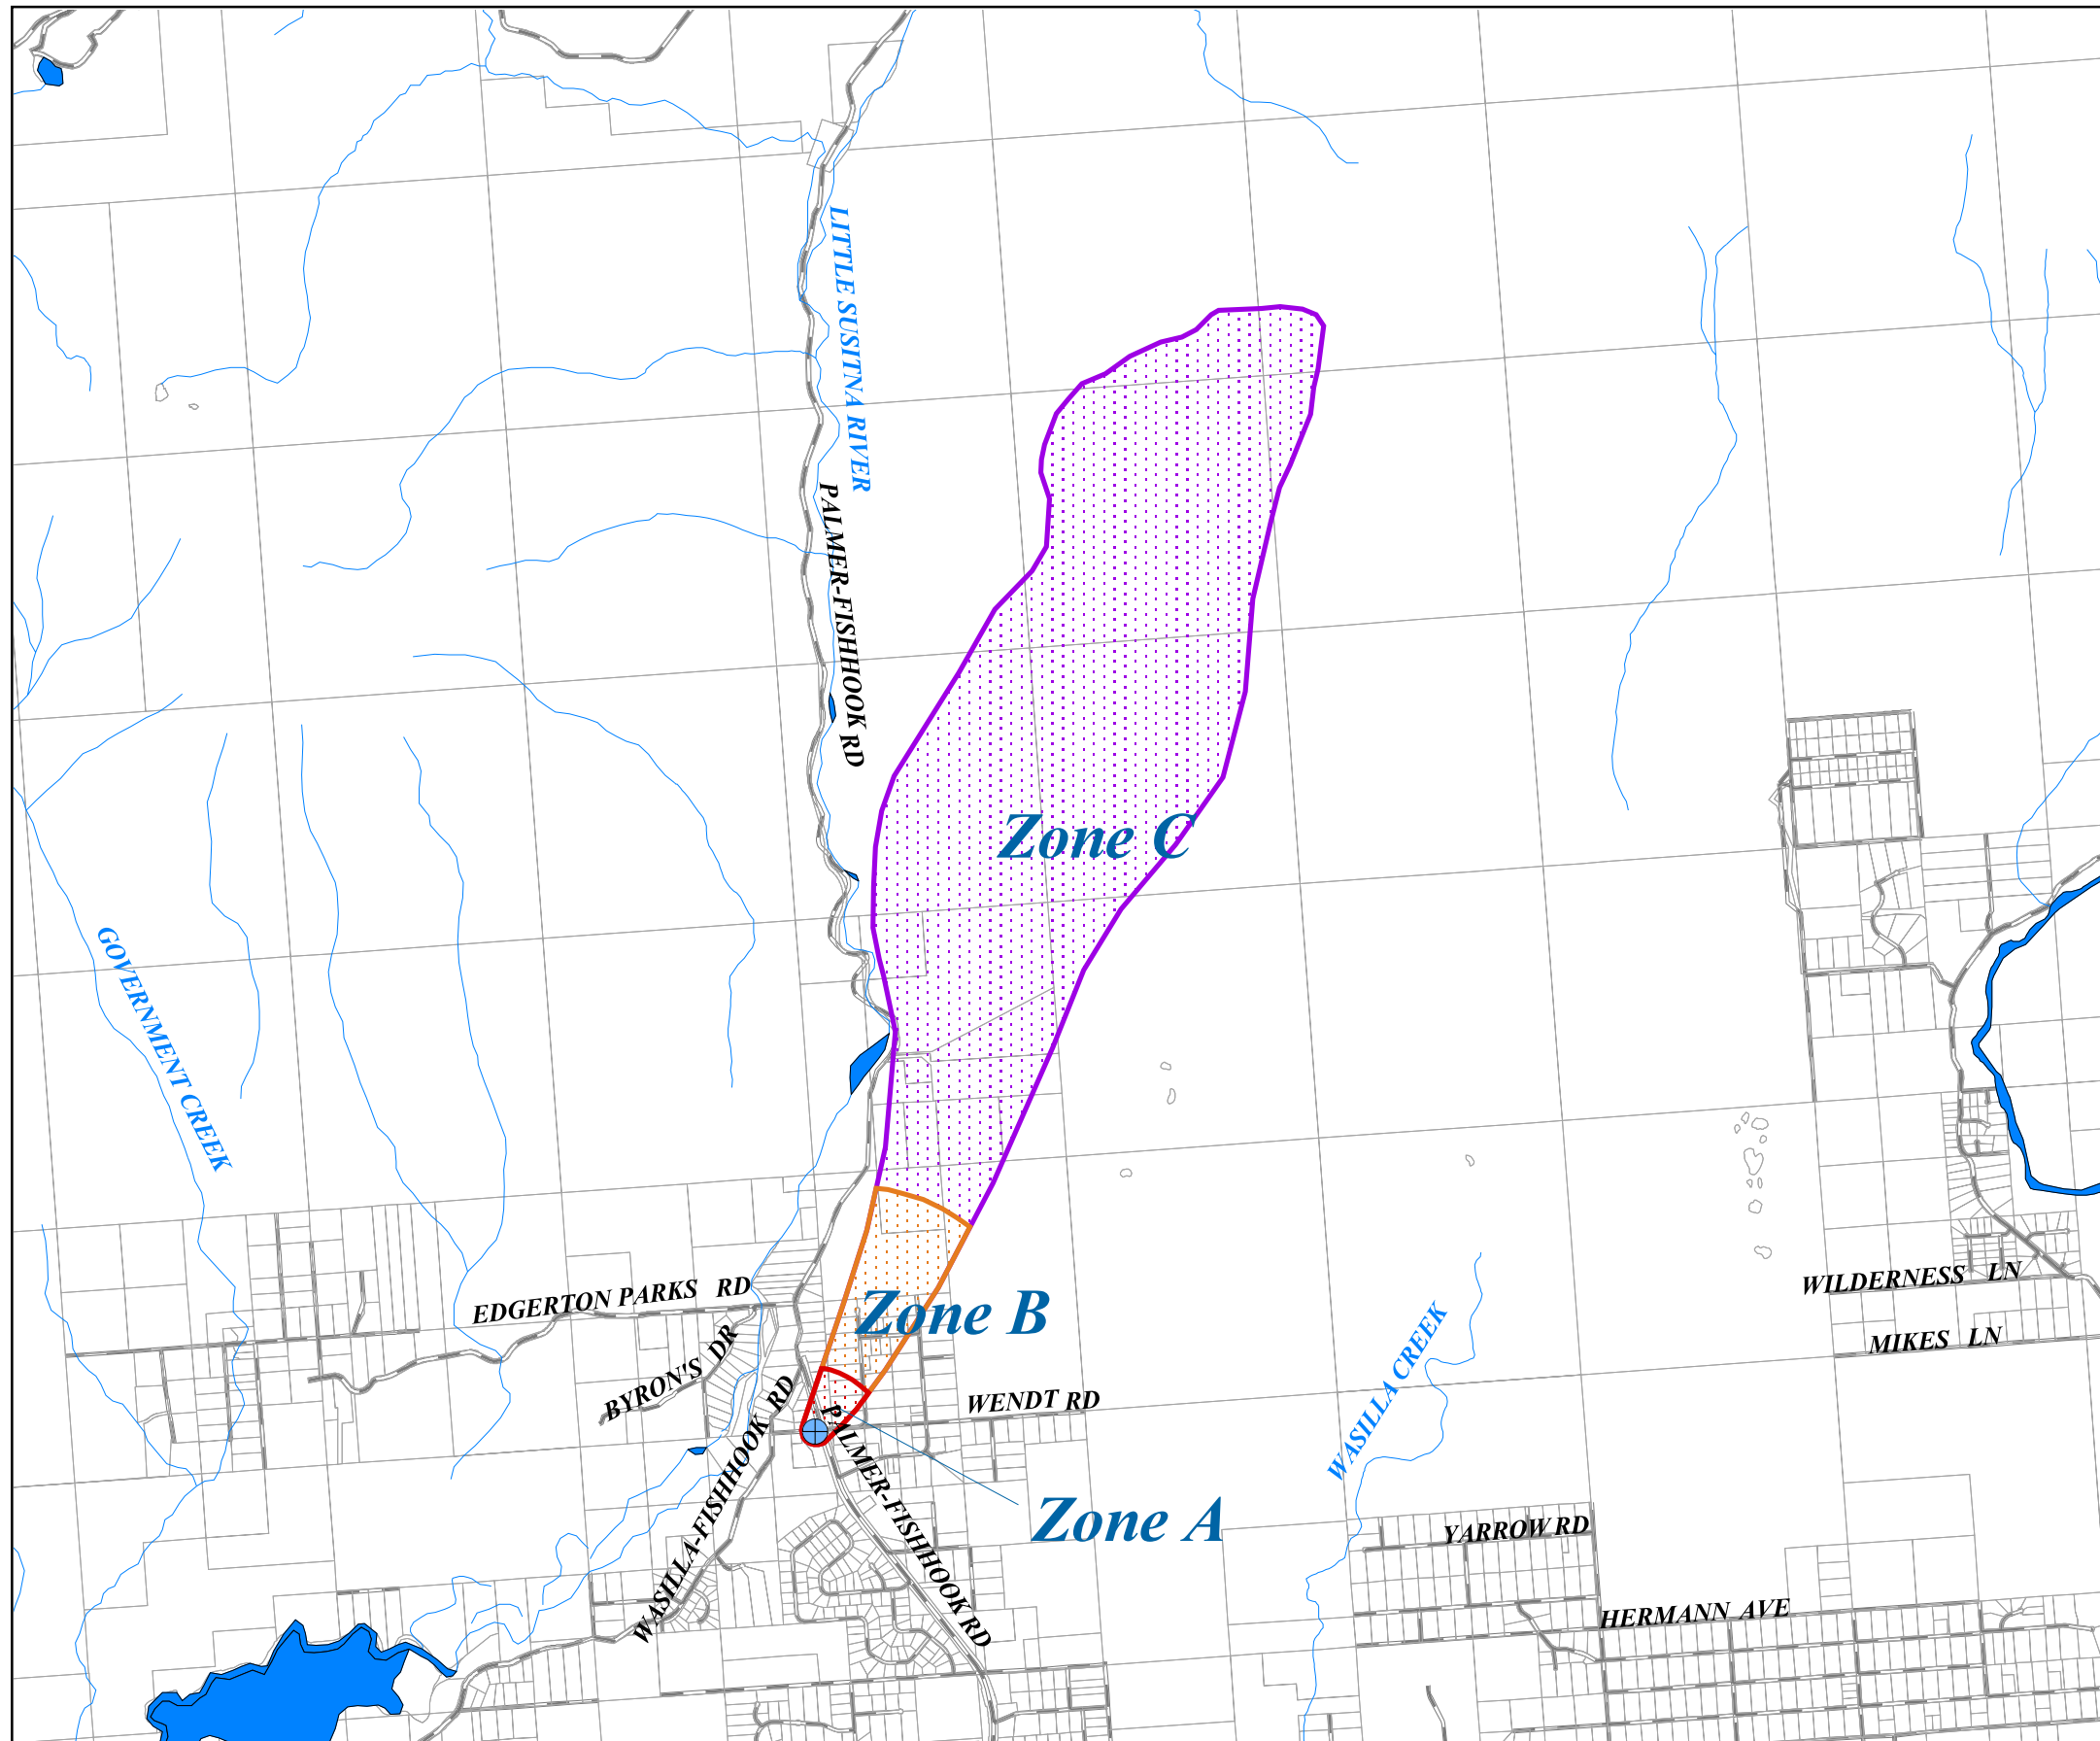 LITTLE SUSITNA RIVER
PALMER-FISHHOOK RD
Zone C
GOVERNMENT CREEK
EDGERTON PARKS RD
WILDERNESS LN
Zone B
MIKES LN
BYRON'S DR
WASILLA CREEK
WENDT RD
WASILLA-FISHHOOK RD
PALMER-FISHHOOK RD
Zone A
YARROW RD
HERMANN AVE